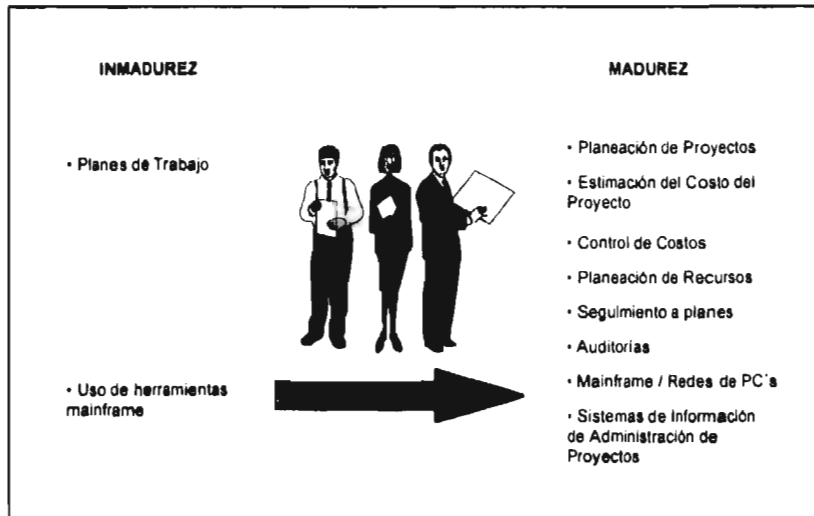 INMADUREZ
• Planes de Trabajo
• Uso de herramientas
mainframe
MADUREZ
• Planeación de Proyectos
• Estimación del Costo del
Proyecto
• Control de Costos
• Planeación de Recursos
• Seguimiento a planes
• Auditorías
• Mainframe / Redes de PC´s
• Sistemas de Información
de Administración de
Proyectos